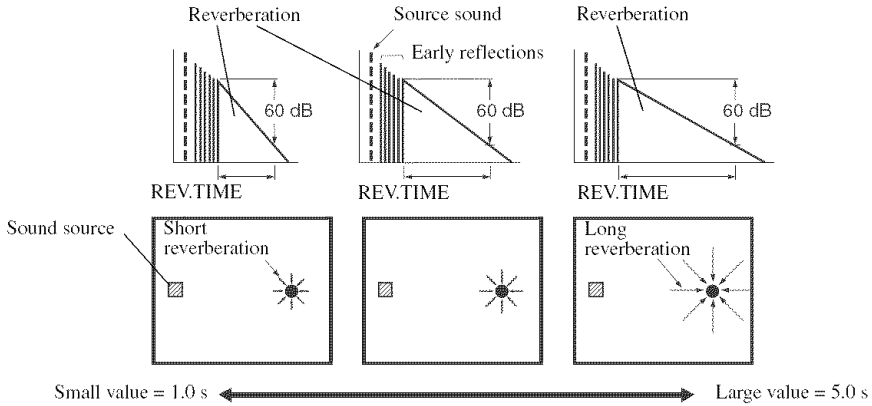 Reverberation
Source sound
Reverberation
Early reflections
60 dB
60 dB
60 dB
REV.TIME
REV.TIME
REV.TIME
Sound source
Short
reverberation
Long
reverberation
Small value = 1.0 s
Large value = 5.0 s